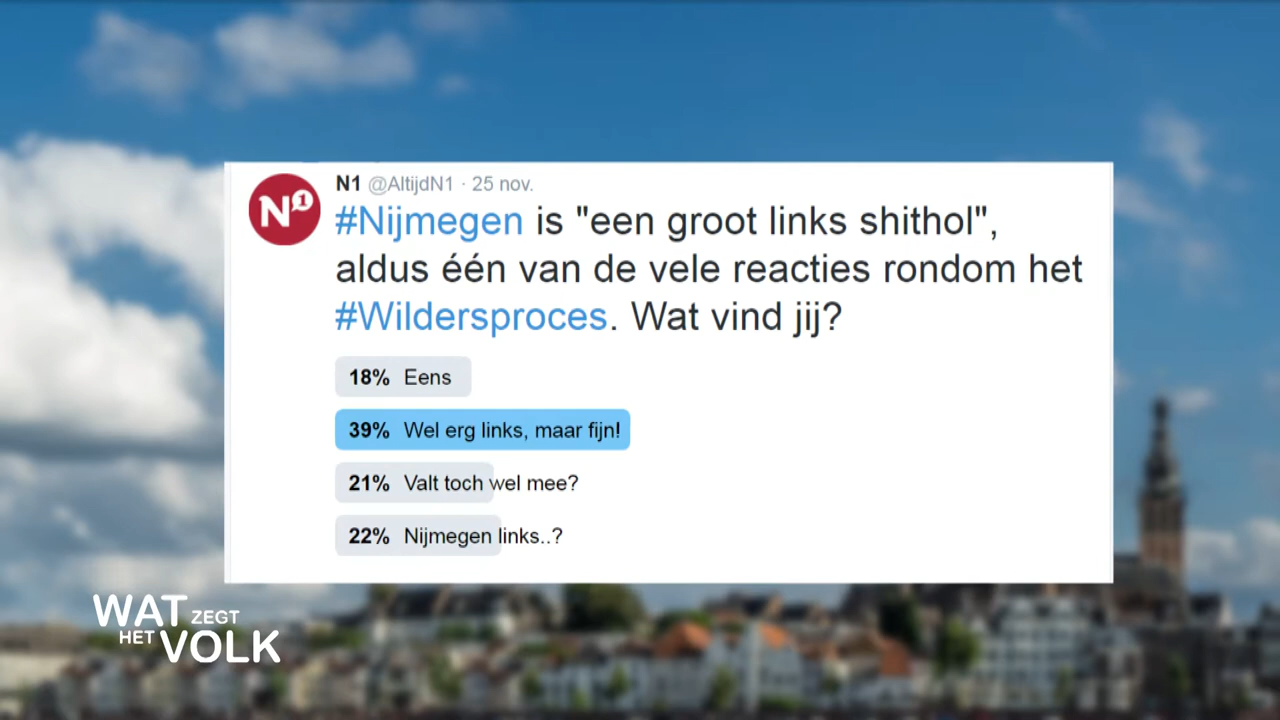 N1
N1 @AltijdN1 · 25 nov.
#Nijmegen is "een groot links shithol",
aldus één van de vele reacties rondom het
#Wildersproces. Wat vind jij?
18% Eens
39% Wel erg links, maar fijn!
21% Valt toch wel mee?
22% Nijmegen links..?
WAT ZEGT
HET VOLK